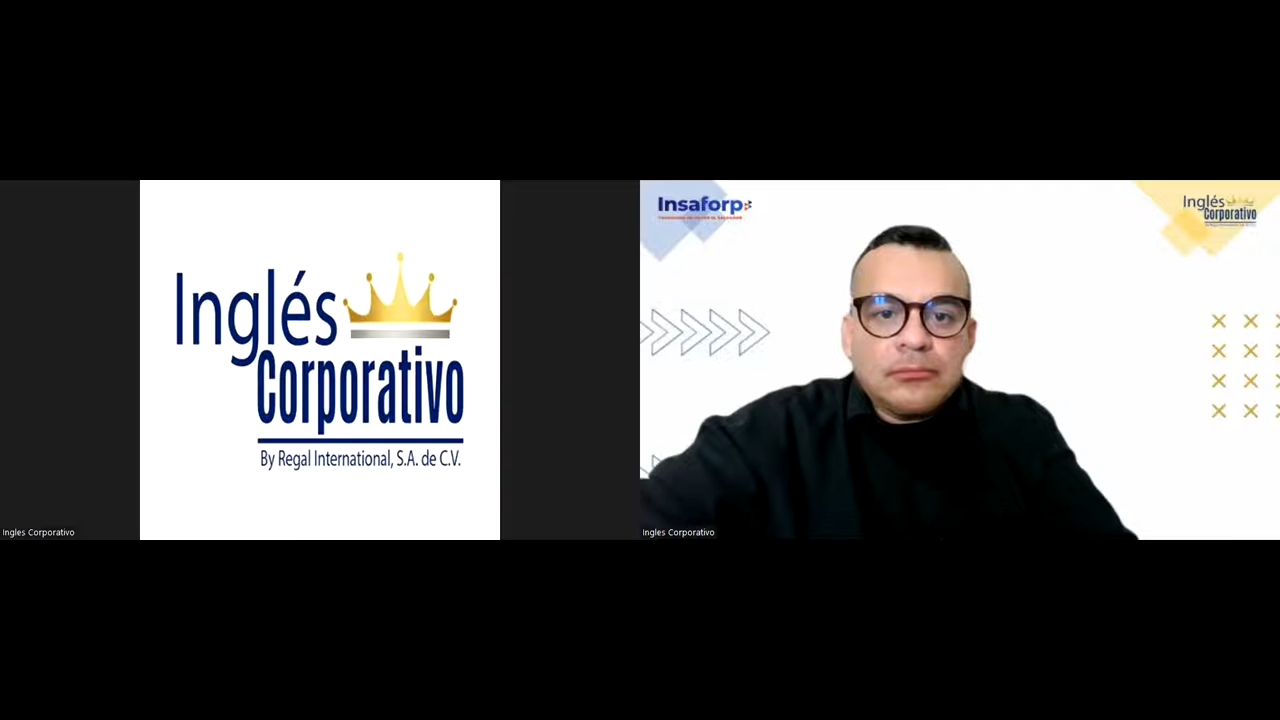 Inglés
Corporativo
By Regal International, S.A. de C.V.
Ingles Corporativo
Insaforp
Inglés
Corporativo
Ingles Corporativo